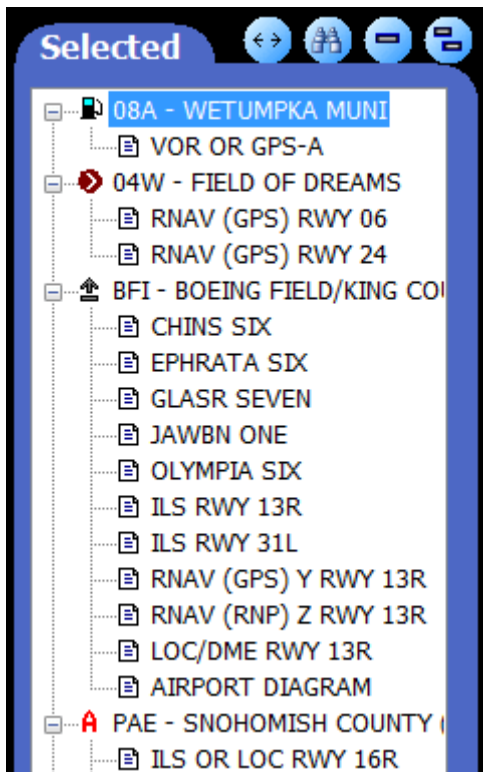 Selected
08A - WETUMPKA MUNI
VOR OR GPS-A
04W - FIELD OF DREAMS
RNAV (GPS) RWY 06
RNAV (GPS) RWY 24
BFI - BOEING FIELD/KING COU
CHINS SIX
EPHRATA SIX
GLASR SEVEN
JAWBN ONE
OLYMPIA SIX
ILS RWY 13R
ILS RWY 31L
RNAV (GPS) Y RWY 13R
RNAV (RNP) Z RWY 13R
LOC/DME RWY 13R
AIRPORT DIAGRAM
A PAE - SNOHOMISH COUNTY (
ILS OR LOC RWY 16R